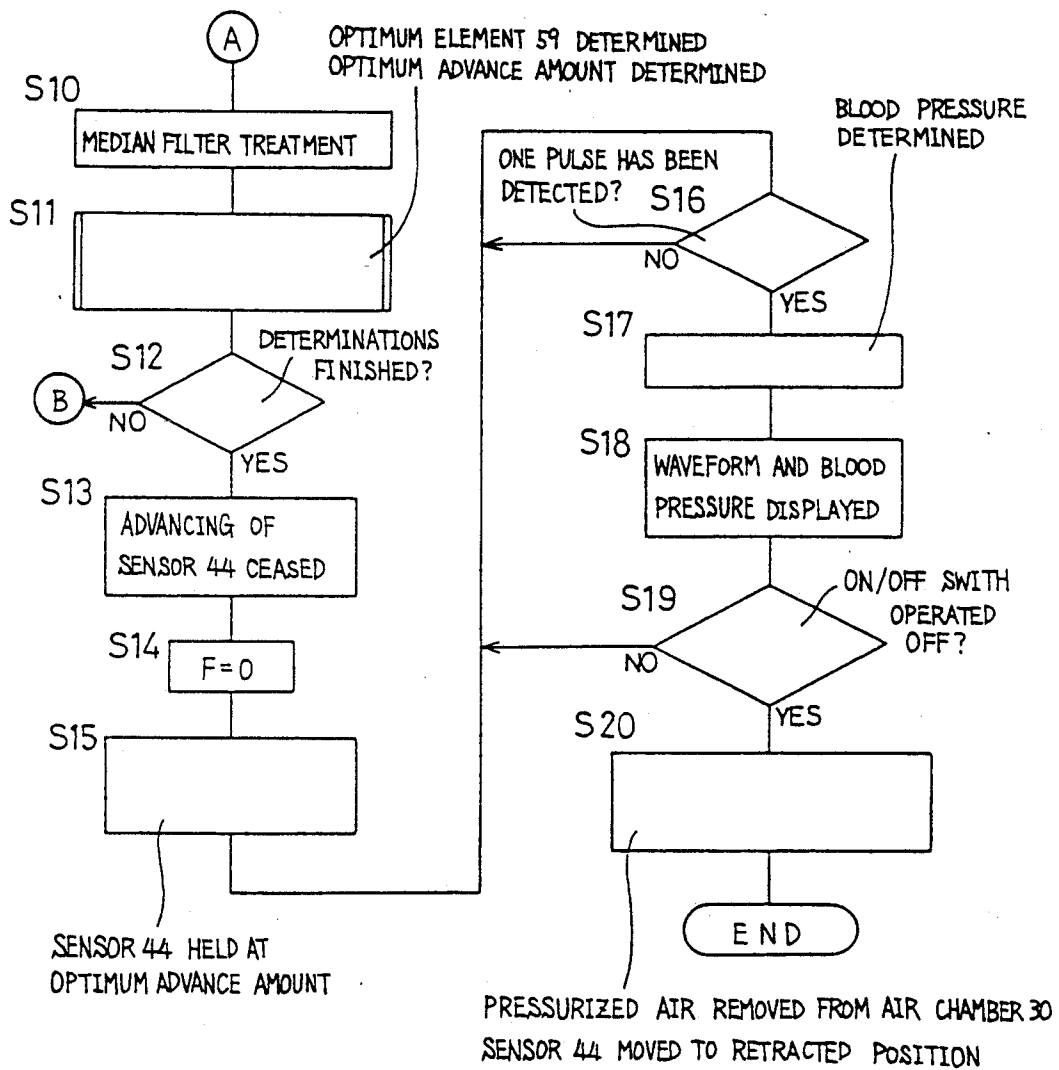 A
OPTIMUM ELEMENT 59 DETERMINED
OPTIMUM ADVANCE AMOUNT DETERMINED
S10
MEDIAN FILTER TREATMENT
S11
S12
DETERMINATIONS
FINISHED?
B
NO
YES
S13
ADVANCING OF
SENSOR 44 CEASED
S14
F=0
S15
SENSOR 44 HELD AT
OPTIMUM ADVANCE AMOUNT
BLOOD PRESSURE
DETERMINED
ONE PULSE HAS BEEN
DETECTED?
S16
NO
YES
S17
S18
WAVEFORM AND BLOOD
PRESSURE DISPLAYED
S19
ON/OFF SWITH
OPERATED
OFF?
NO
YES
S20
END
PRESSURIZED AIR REMOVED FROM AIR CHAMBER 30
SENSOR 44 MOVED TO RETRACTED POSITION